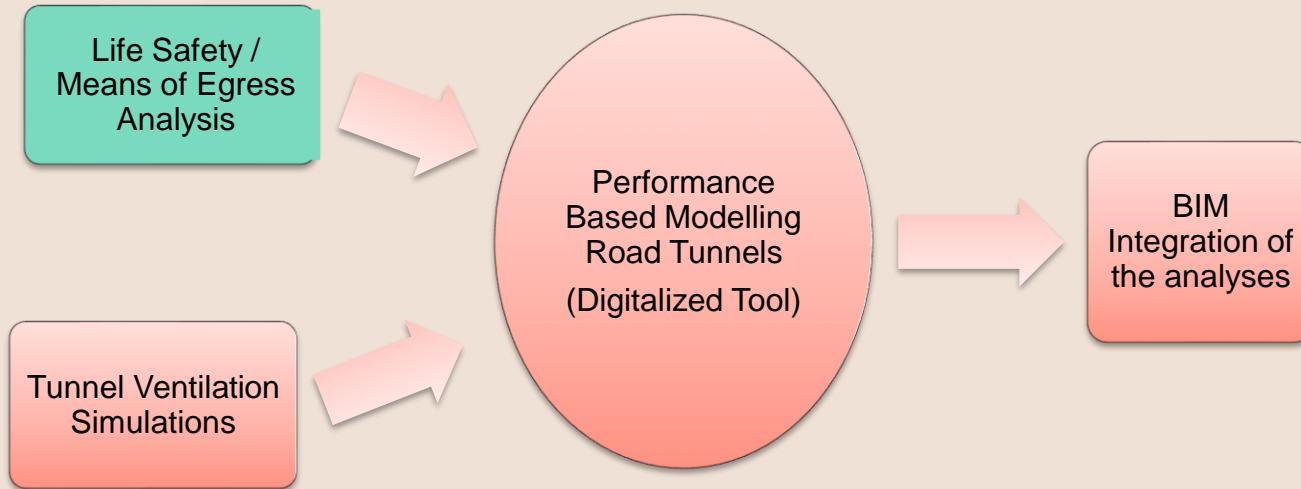 Life Safety /
Means of Egress
Analysis
Tunnel Ventilation
Simulations
Performance
Based Modelling
Road Tunnels
(Digitalized Tool)
BIM
Integration of
the analyses